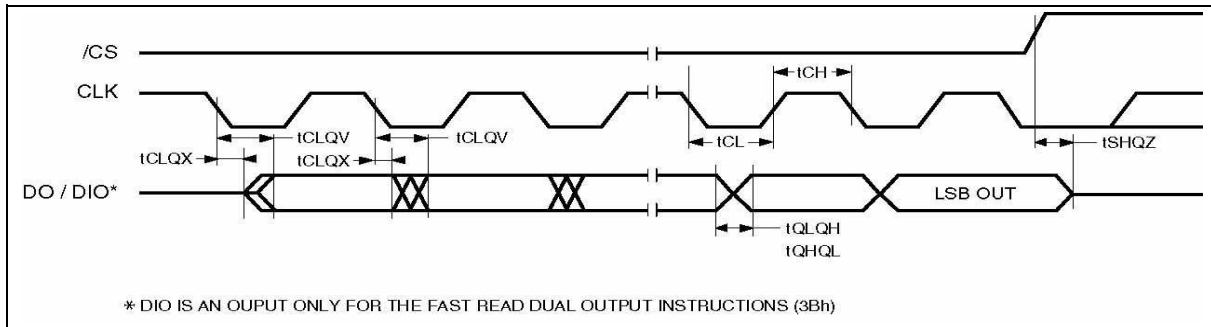 /CS
tCH
CLK
tCLQV
tCLQV
tCL
tSHQZ
tCLQX
tCLQX
DO / DIO*
LSB OUT
tQLQH
tQHQL
* DIO IS AN OUPUT ONLY FOR THE FAST READ DUAL OUTPUT INSTRUCTIONS (3Bh)